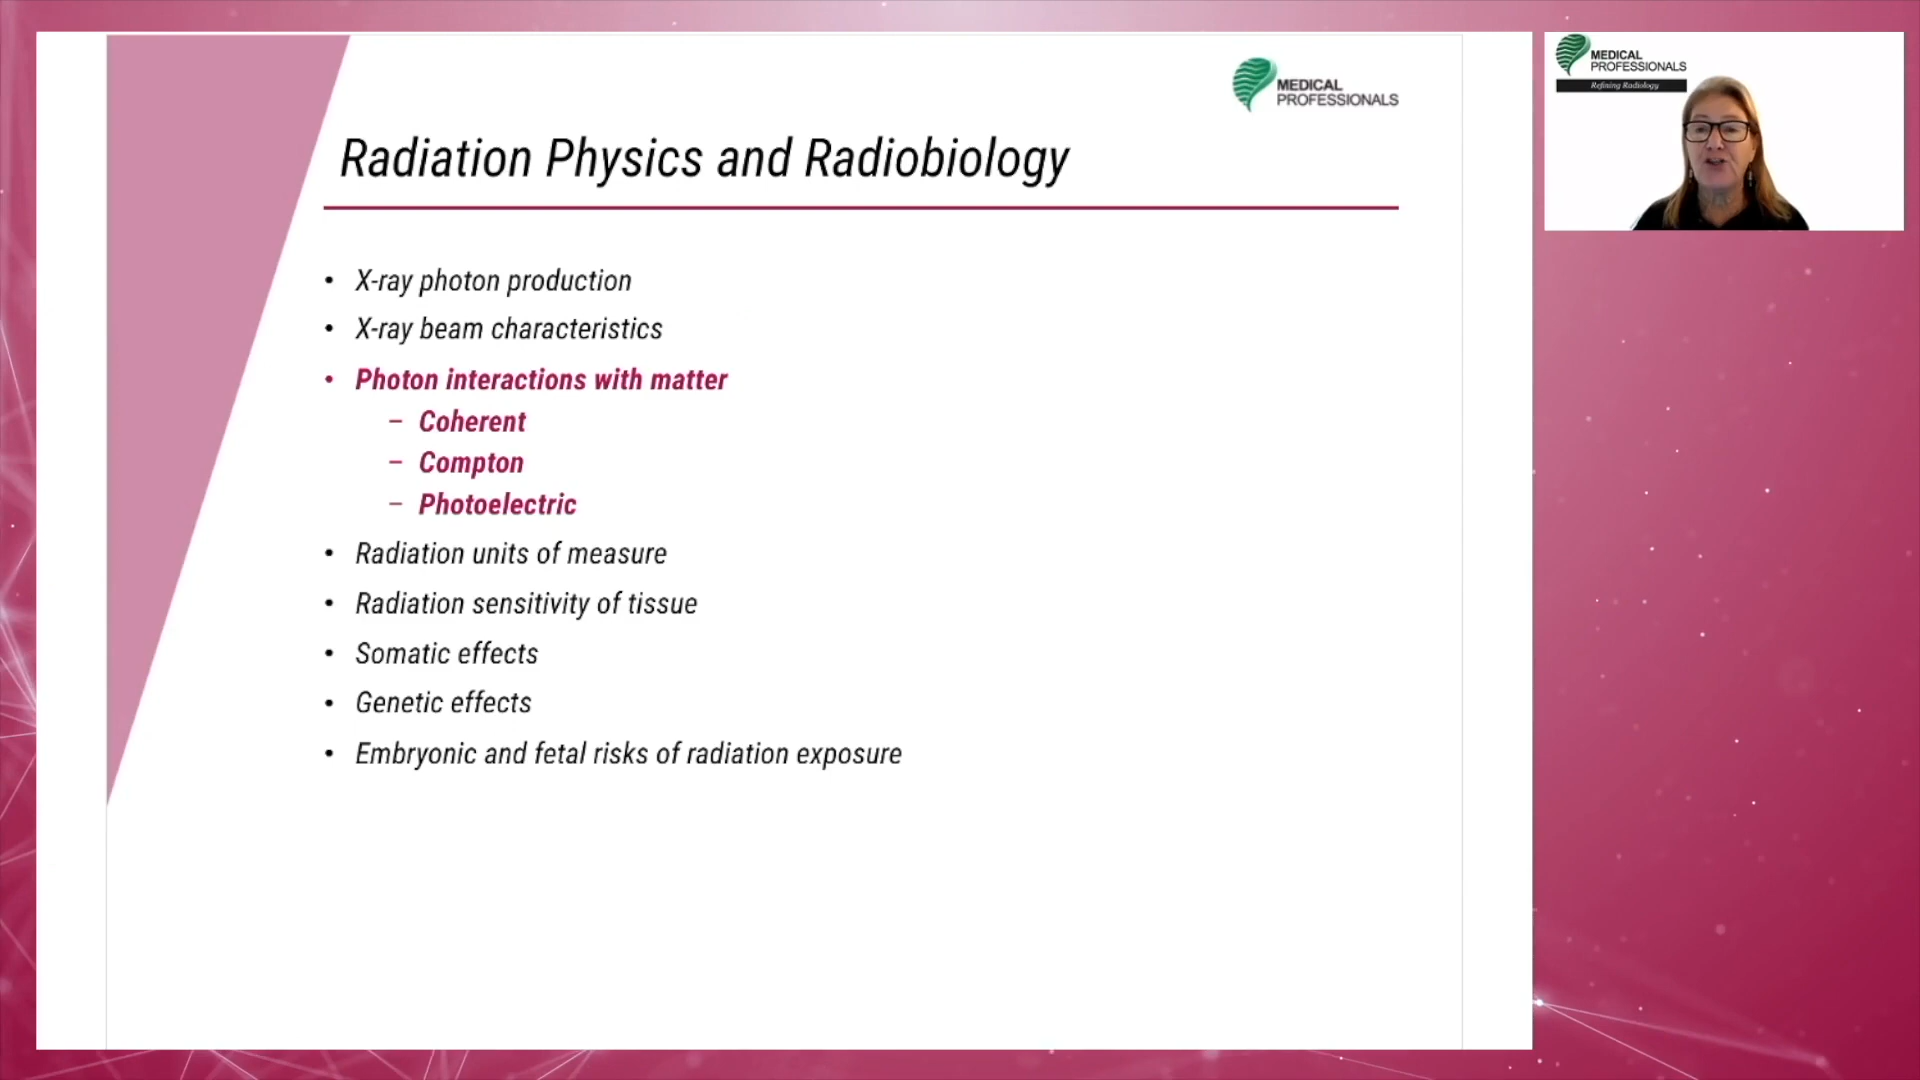 MEDICAL
PROFESSIONALS
Radiation Physics and Radiobiology
• X-ray photon production
• X-ray beam characteristics
• Photon interactions with matter
– Coherent
– Compton
– Photoelectric
• Radiation units of measure
• Radiation sensitivity of tissue
• Somatic effects
• Genetic effects
• Embryonic and fetal risks of radiation exposure
MEDICAL
PROFESSIONALS
Refining Radiology